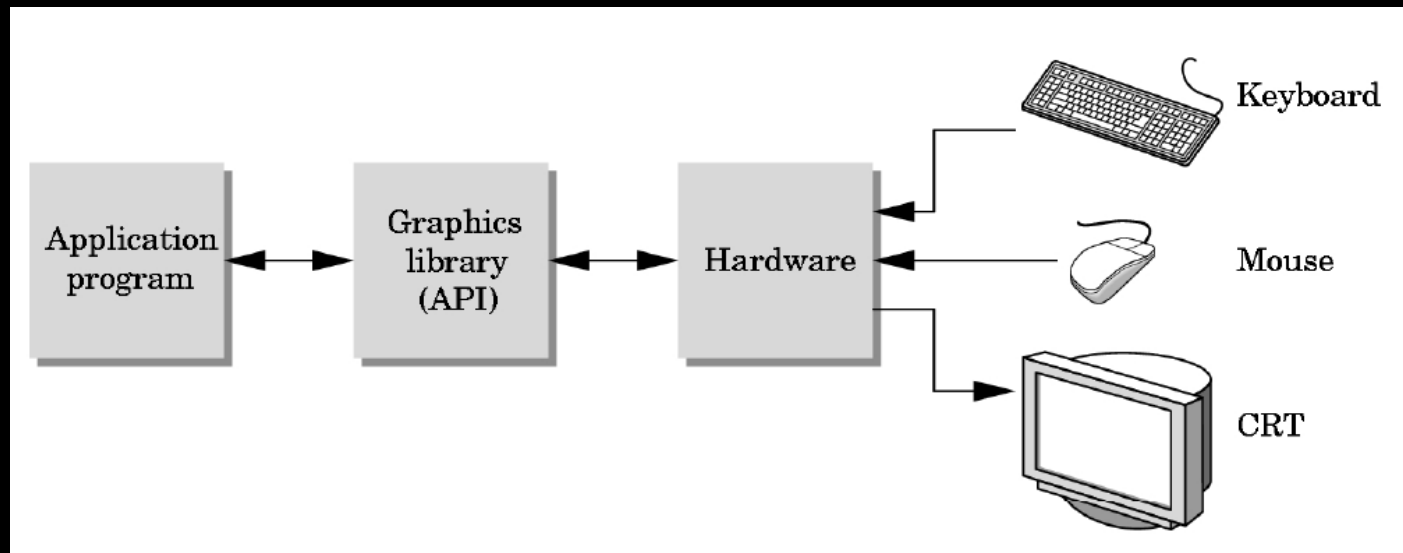 Application
program
Graphics
library
(API)
Hardware
Keyboard
Mouse
CRT